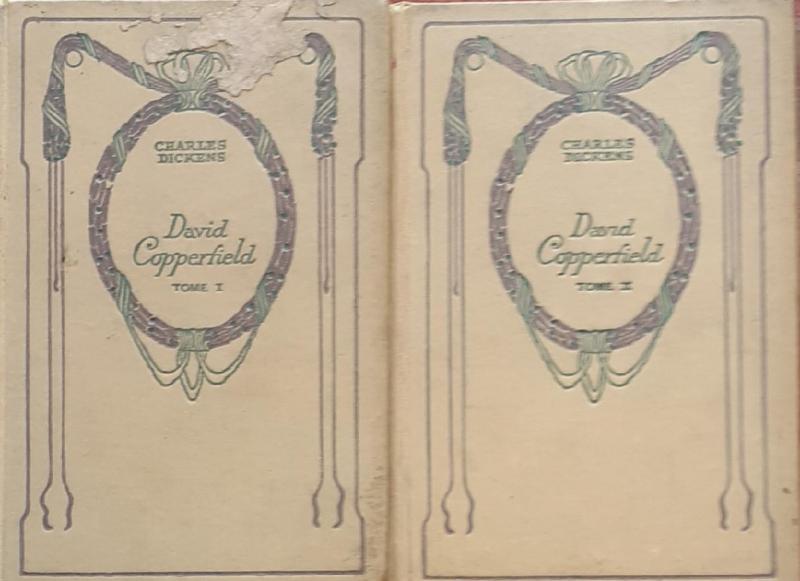 CHARLES
DICKENS
David
Copperfield
TOME I
CHARLES
DICKENS
David
Copperfield
TOME II